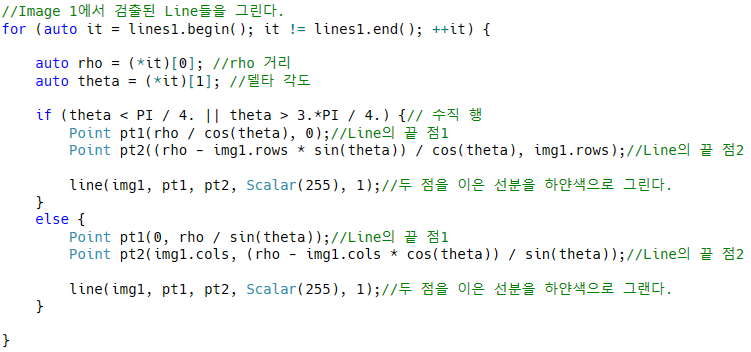 //Image 1에서 검출된 Line들을 그린다.
for (auto it = lines1.begin(); it != lines1.end(); ++it) {
auto rho = (*it)[0]; //rho 거리
auto theta = (*it)[1]; //델타 각도
if (theta < PI / 4. || theta > 3.*PI / 4.) {// 수직 행
Point pt1(rho / cos(theta), 0);//Line의 끝 점1
Point pt2((rho - img1.rows * sin(theta)) / cos(theta), img1.rows);//Line의 끝 점2
line(img1, pt1, pt2, Scalar(255), 1);//두 점을 이은 선분을 하얀색으로 그린다.
}
else {
Point pt1(0, rho / sin(theta));//Line의 끝 점1
Point pt2(img1.cols, (rho - img1.cols * cos(theta)) / sin(theta));//Line의 끝 점2
line(img1, pt1, pt2, Scalar(255), 1);//두 점을 이은 선분을 하얀색으로 그랜다.
}
}